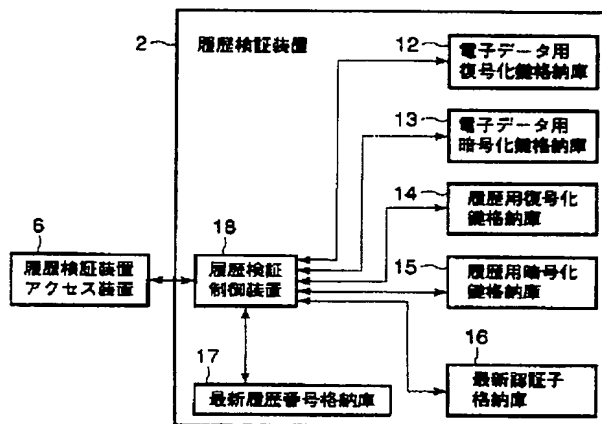 2
履歴検証装置
12
電子データ用
復号化鍵格納庫
13
電子データ用
暗号化鍵格納庫
14
履歴用復号化
鍵格納庫
6
履歴検証装置
アクセス装置
18
履歴検証
制御装置
15
履歴用暗号化
鍵格納庫
16
最新認証子
格納庫
17
最新履歴番号格納庫